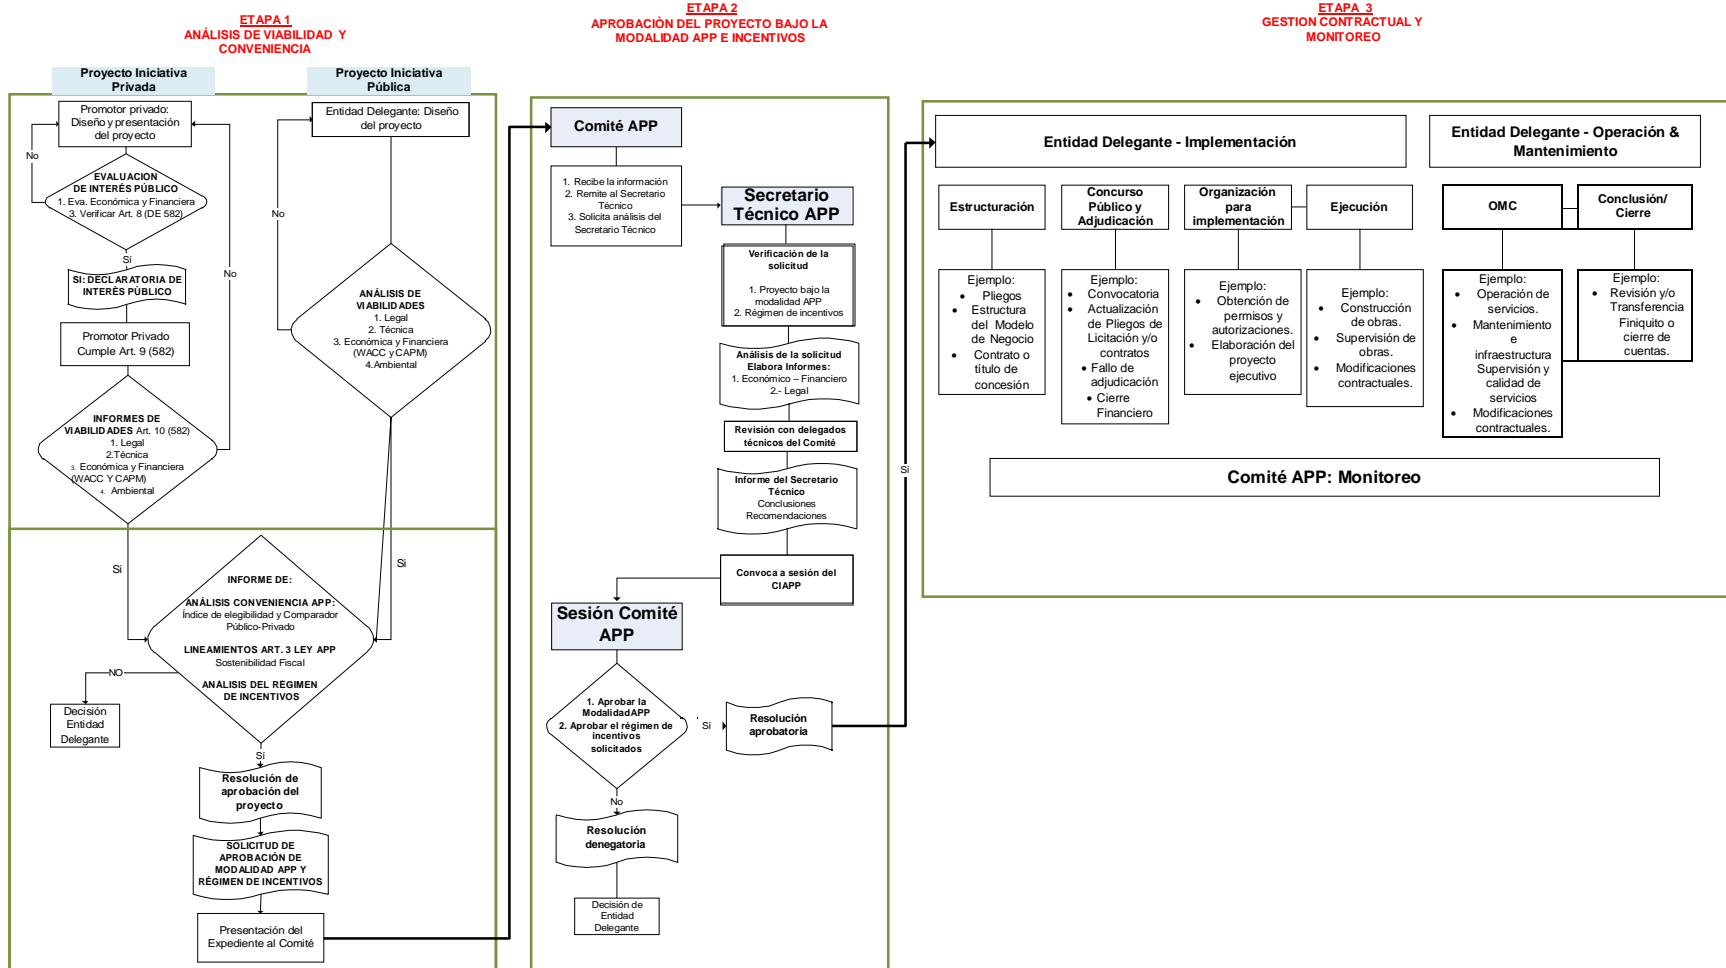 ETAPA 1
ANÁLISIS DE VIABILIDAD Y
CONVENIENCIA
Proyecto Iniciativa
Privada
Proyecto Iniciativa
Pública
Promotor privado:
Diseño y presentación
del proyecto
Entidad Delegante: Diseño
del proyecto
No
EVALUACION
DE INTERÉS PÚBLICO
1. Eva. Económica y Financiera
3. Verificar Art. 8 (DE 582)
No
Sí
No
SI: DECLARATORIA DE
INTERÉS PÚBLICO
Promotor Privado
Cumple Art. 9 (582)
ANÁLISIS DE
VIABILIDADES
1. Legal
2. Técnica
3. Económica y Financiera
(WACC y CAPM)
4.Ambiental
INFORMES DE
VIABILIDADES Art. 10 (582)
1. Legal
2.Técnica
3. Económica y Financiera
(WACC Y CAPM)
4. Ambiental
Si
Si
INFORME DE:
ANÁLISIS CONVENIENCIA APP:
Índice de elegibilidad y Comparador
Público-Privado
LINEAMIENTOS ART. 3 LEY APP
Sostenibilidad Fiscal
ANÁLISIS DEL RÉGIMEN
DE INCENTIVOS
NO
Decisión
Entidad
Delegante
Sí
Resolución de
aprobación del
proyecto
SOLICITUD DE
APROBACIÓN DE
MODALIDAD APP Y
RÉGIMEN DE INCENTIVOS
Presentación del
Expediente al Comité
ETAPA 2
APROBACIÒN DEL PROYECTO BAJO LA
MODALIDAD APP E INCENTIVOS
Comité APP
1. Recibe la información
2. Remite al Secretario
Técnico
3. Solicita análisis del
Secretario Técnico
Secretario
Técnico APP
Verificación de la
solicitud
1. Proyecto bajo la
modalidad APP
2. Régimen de incentivos
Análisis de la solicitud
Elabora Informes:
1. Económico – Financiero
2.- Legal
Revisión con delegados
técnicos del Comité
Informe del Secretario
Técnico
Conclusiones
Recomendaciones
Convoca a sesión del
CIAPP
Sesión Comité
APP
1. Aprobar la
ModalidadAPP
2. Aprobar el régimen de
incentivos
solicitados
Sí
Resolución
aprobatoria
No
Resolución
denegatoria
Decisión de
Entidad
Delegante
Sí
ETAPA 3
GESTION CONTRACTUAL Y
MONITOREO
Entidad Delegante - Implementación
Entidad Delegante - Operación &
Mantenimiento
Estructuración
Concurso
Público y
Adjudicación
Organización
para
implementación
Ejecución
OMC
Conclusión/
Cierre
Ejemplo:
• Pliegos
• Estructura
del Modelo
de Negocio
• Contrato o
título de
concesión
Ejemplo:
• Convocatoria
• Actualización
de Pliegos de
Licitación y/o
contratos
• Fallo de
adjudicación
• Cierre
Financiero
Ejemplo:
• Obtención de
permisos y
autorizaciones.
• Elaboración del
proyecto
ejecutivo
Ejemplo:
• Construcción
de obras.
• Supervisión de
obras.
• Modificaciones
contractuales.
Ejemplo:
• Operación de
servicios.
• Mantenimiento
e
infraestructura
Supervisión y
calidad de
servicios
• Modificaciones
contractuales.
Ejemplo:
• Revisión y/o
Transferencia
Finiquito o
cierre de
cuentas.
Comité APP: Monitoreo